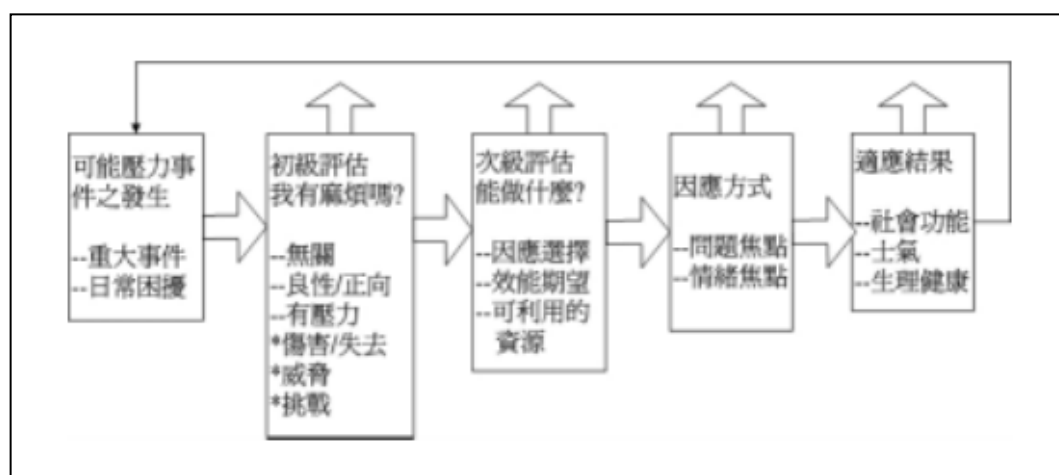 可能壓力事
件之發生
--重大事件
--日常困擾
初級評估
我有麻煩嗎?
--無關
--良性/正向
--有壓力
*傷害/失去
*威脅
*挑戰
次級評估
能做什麼?
--因應選擇
--效能期望
--可利用的
資源
因應方式
--問題焦點
--情緒焦點
適應結果
--社會功能
--士氣
--生理健康